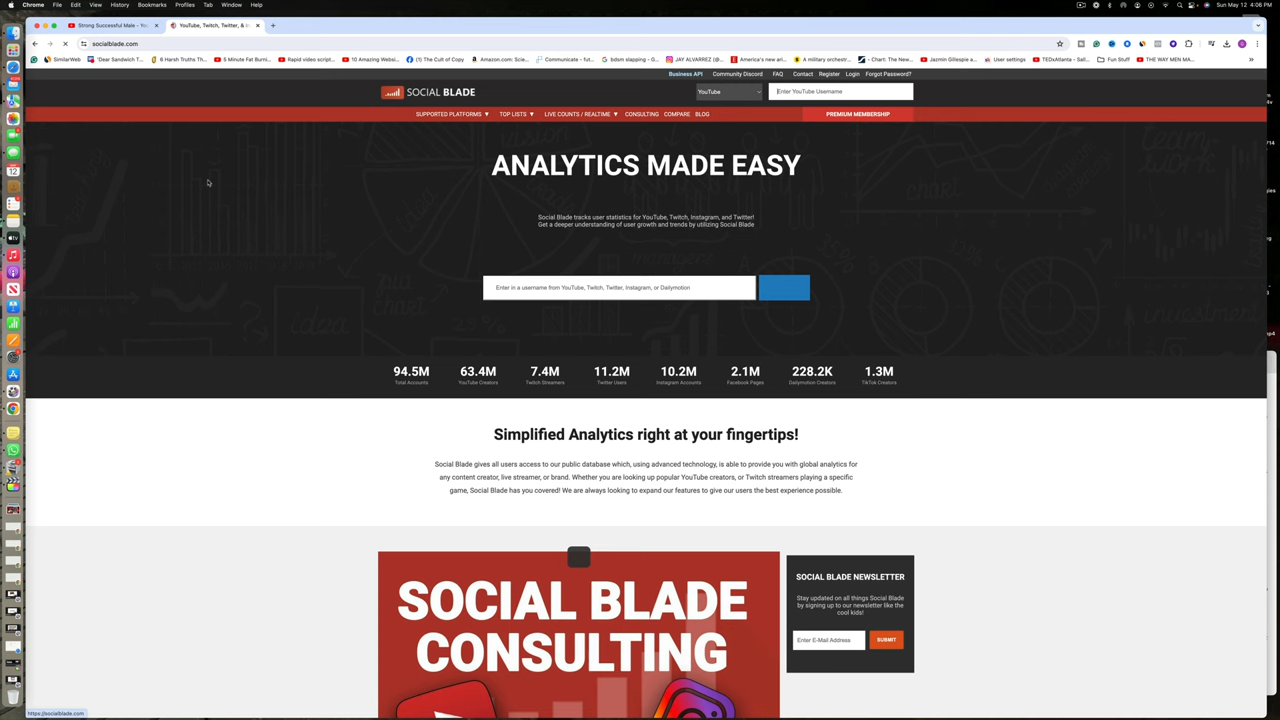 Chrome File Edit View History Bookmarks Profiles Tab Window Help
Sun May 12 4:06 PM
Strong Successful Male - Yo
YouTube, Twitch, Twitter, & I
socialblade.com
SimilarWeb
"Dear Sandwich T...
6 Harsh Truths Th...
5 Minute Fat Burni...
Rapid video script...
10 Amazing Websi...
(1) The Cult of Copy
Amazon.com: Scie...
Communicate - fut...
bdsm slapping - G...
JAY ALVARREZ (@...
America's new arl...
A military orchestr...
- Chart: The New...
User settings
TEDxAtlanta - Sall...
Fun Stuff
Jazmin Gillespie a...
THE WAY MEN MA...
Business API Community Discord FAQ Contact Register Login Forgot Password?
SOCIAL BLADE
YouTube
Enter YouTube Username
SUPPORTED PLATFORMS ▼ TOP LISTS ▼ LIVE COUNTS / REALTIME ▼ CONSULTING COMPARE BLOG
PREMIUM MEMBERSHIP
ANALYTICS MADE EASY
Social Blade tracks user statistics for YouTube, Twitch, Instagram, and Twitter!
Get a deeper understanding of user growth and trends by utilizing Social Blade
Enter in a username from YouTube, Twitch, Twitter, Instagram, or Dailymotion
94.5M 63.4M 7.4M 11.2M 10.2M 2.1M 228.2K 1.3M
Total Accounts YouTube Creators Twitch Streamers Twitter Users Instagram Accounts Facebook Pages Dailymotion Creators TikTok Creators
Simplified Analytics right at your fingertips!
Social Blade gives all users access to our public database which, using advanced technology, is able to provide you with global analytics for
any content creator, live streamer, or brand. Whether you are looking up popular YouTube creators, or Twitch streamers playing a specific
game, Social Blade has you covered! We are always looking to expand our features to give our users the best experience possible.
SOCIAL BLADE
CONSULTING
SOCIAL BLADE NEWSLETTER
Stay updated on all things Social Blade
by signing up to our newsletter like the
cool kids!
Enter E-Mail Address
SUBMIT
https://socialblade.com